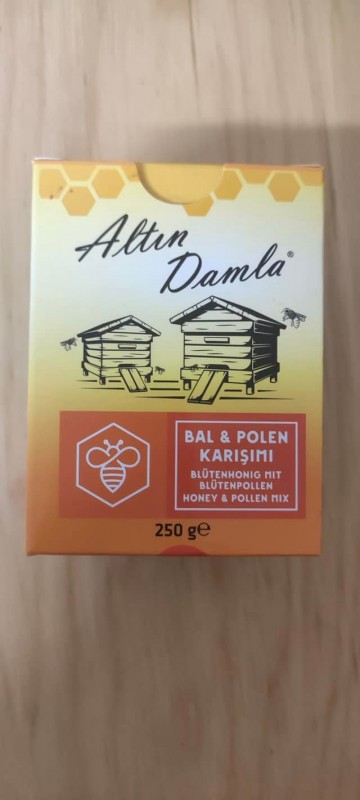 Altın
Damla®
BAL & POLEN
KARIŞIMI
BLÜTENHONIG MIT
BLÜTENPOLLEN
HONEY & POLLEN MIX
250 g℮